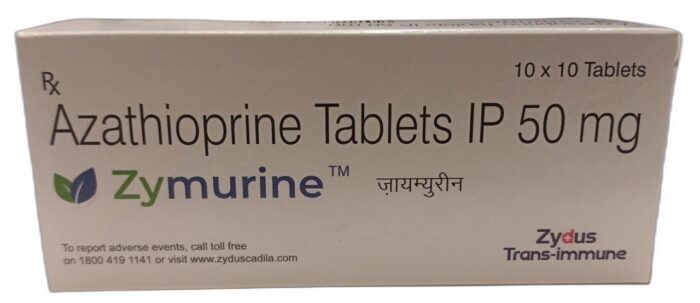 10 x 10 Tablets
Rx
Azathioprine Tablets IP 50 mg
Zymurine™ ज़ायम्युरीन
To report adverse events, call toll free
on 1800 419 1141 or visit www.zyduscadila.com
Zydus
Trans-immune